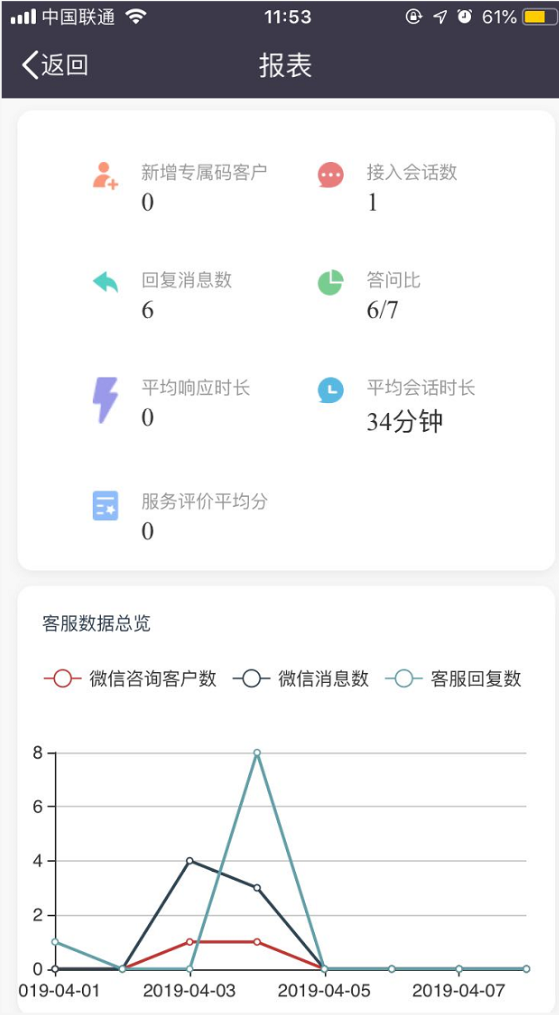 中国联通 11:53 61%
返回 报表
新增专属码客户 接入会话数
0 1
回复消息数 答问比
6 6/7
平均响应时长 平均会话时长
0 34分钟
服务评价平均分
0
客服数据总览
微信咨询客户数 微信消息数 客服回复数
8
6
4
2
0
019-04-01 2019-04-03 2019-04-05 2019-04-07